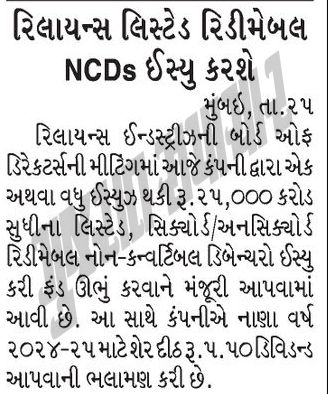 રિલાયન્સ લિસ્ટેડ રિડીમેબલ
NCDs ઈસ્યુ કરશે
મુંબઇ, તા.૨૫
રિલાયન્સ ઈન્ડસ્ટ્રીઝની બોર્ડ ઓફ
ડિરેક્ટર્સની મીટિંગમાં આજે કંપની દ્વારા એક
અથવા વધુ ઈસ્યુઝ થકી રૂ.૨૫,૦૦૦ કરોડ
સુધીના લિસ્ટેડ, સિક્યોર્ડ/અનસિક્યોર્ડ
રિડીમેબલ નોન-કન્વર્ટિબલ ડિબેન્ચરો ઈસ્યુ
કરી ફંડ ઊભું કરવાને મંજૂરી આપવામાં
આવી છે. આ સાથે કંપનીએ નાણા વર્ષ
૨૦૨૪-૨૫ માટે શેર દીઠ રૂ.૫.૫૦ ડિવિડન્ડ
આપવાની ભલામણ કરી છે.